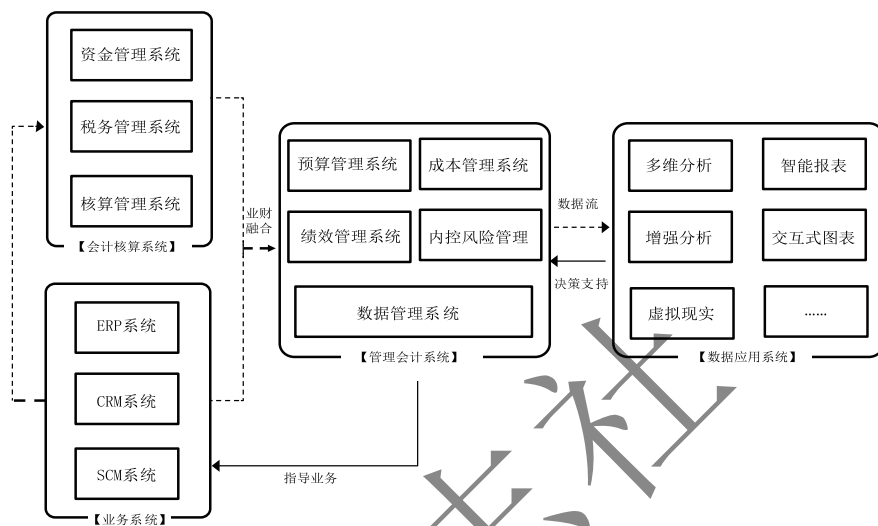 资金管理系统
税务管理系统
核算管理系统
【会计核算系统】
ERP系统
CRM系统
SCM系统
【业务系统】
业财
融合
预算管理系统
成本管理系统
绩效管理系统
内控风险管理
数据管理系统
【管理会计系统】
指导业务
数据流
决策支持
多维分析
智能报表
增强分析
交互式图表
虚拟现实
......
【数据应用系统】
社